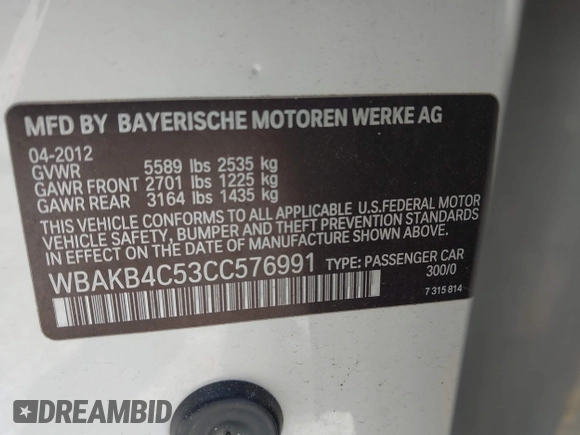 MFD BY BAYERISCHE MOTOREN WERKE AG
04-2012
GVWR 5589 lbs 2535 kg
GAWR FRONT 2701 lbs 1225 kg
GAWR REAR 3164 lbs 1435 kg
THIS VEHICLE CONFORMS TO ALL APPLICABLE U.S.FEDERAL MOTOR
VEHICLE SAFETY, BUMPER AND THEFT PREVENTION STANDARDS
IN EFFECT ON THE DATE OF MANUFACTURE SHOWN ABOVE.
WBAKB4C53CC576991 TYPE: PASSENGER CAR
300/0
7 315 814
DREAMBID